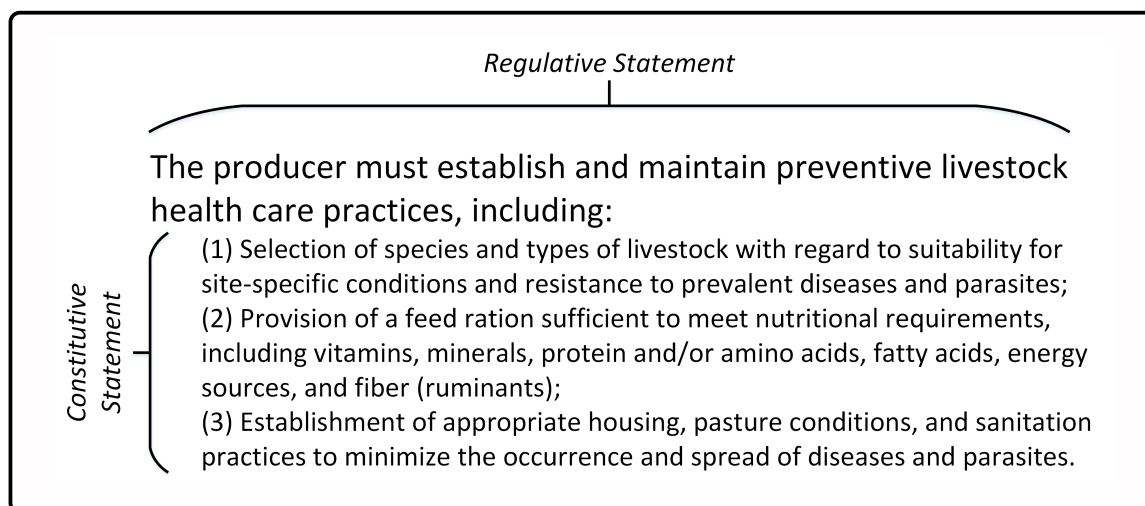 Regulative Statement
The producer must establish and maintain preventive livestock
health care practices, including:
Constitutive
Statement
(1) Selection of species and types of livestock with regard to suitability for
site-specific conditions and resistance to prevalent diseases and parasites;
(2) Provision of a feed ration sufficient to meet nutritional requirements,
including vitamins, minerals, protein and/or amino acids, fatty acids, energy
sources, and fiber (ruminants);
(3) Establishment of appropriate housing, pasture conditions, and sanitation
practices to minimize the occurrence and spread of diseases and parasites.